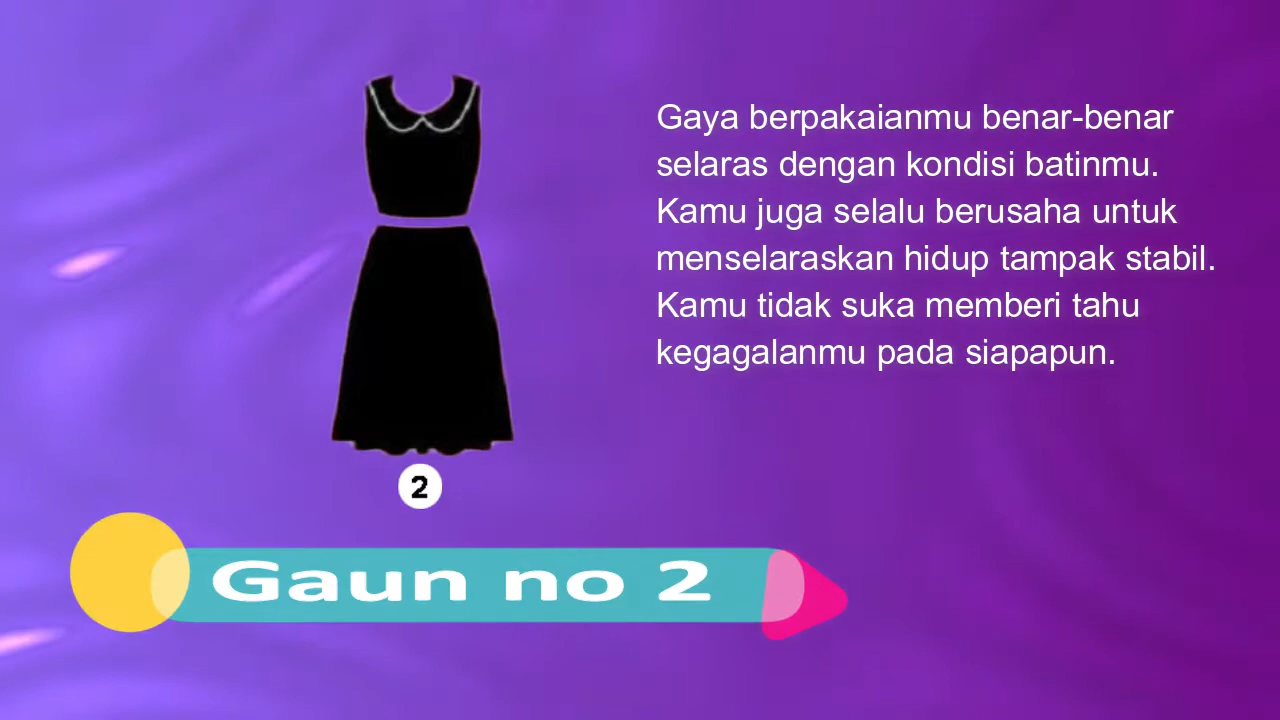 Gaya berpakaianmu benar-benar
selaras dengan kondisi batinmu.
Kamu juga selalu berusaha untuk
menselaraskan hidup tampak stabil.
Kamu tidak suka memberi tahu
kegagalanmu pada siapapun.
2
Gaun no 2